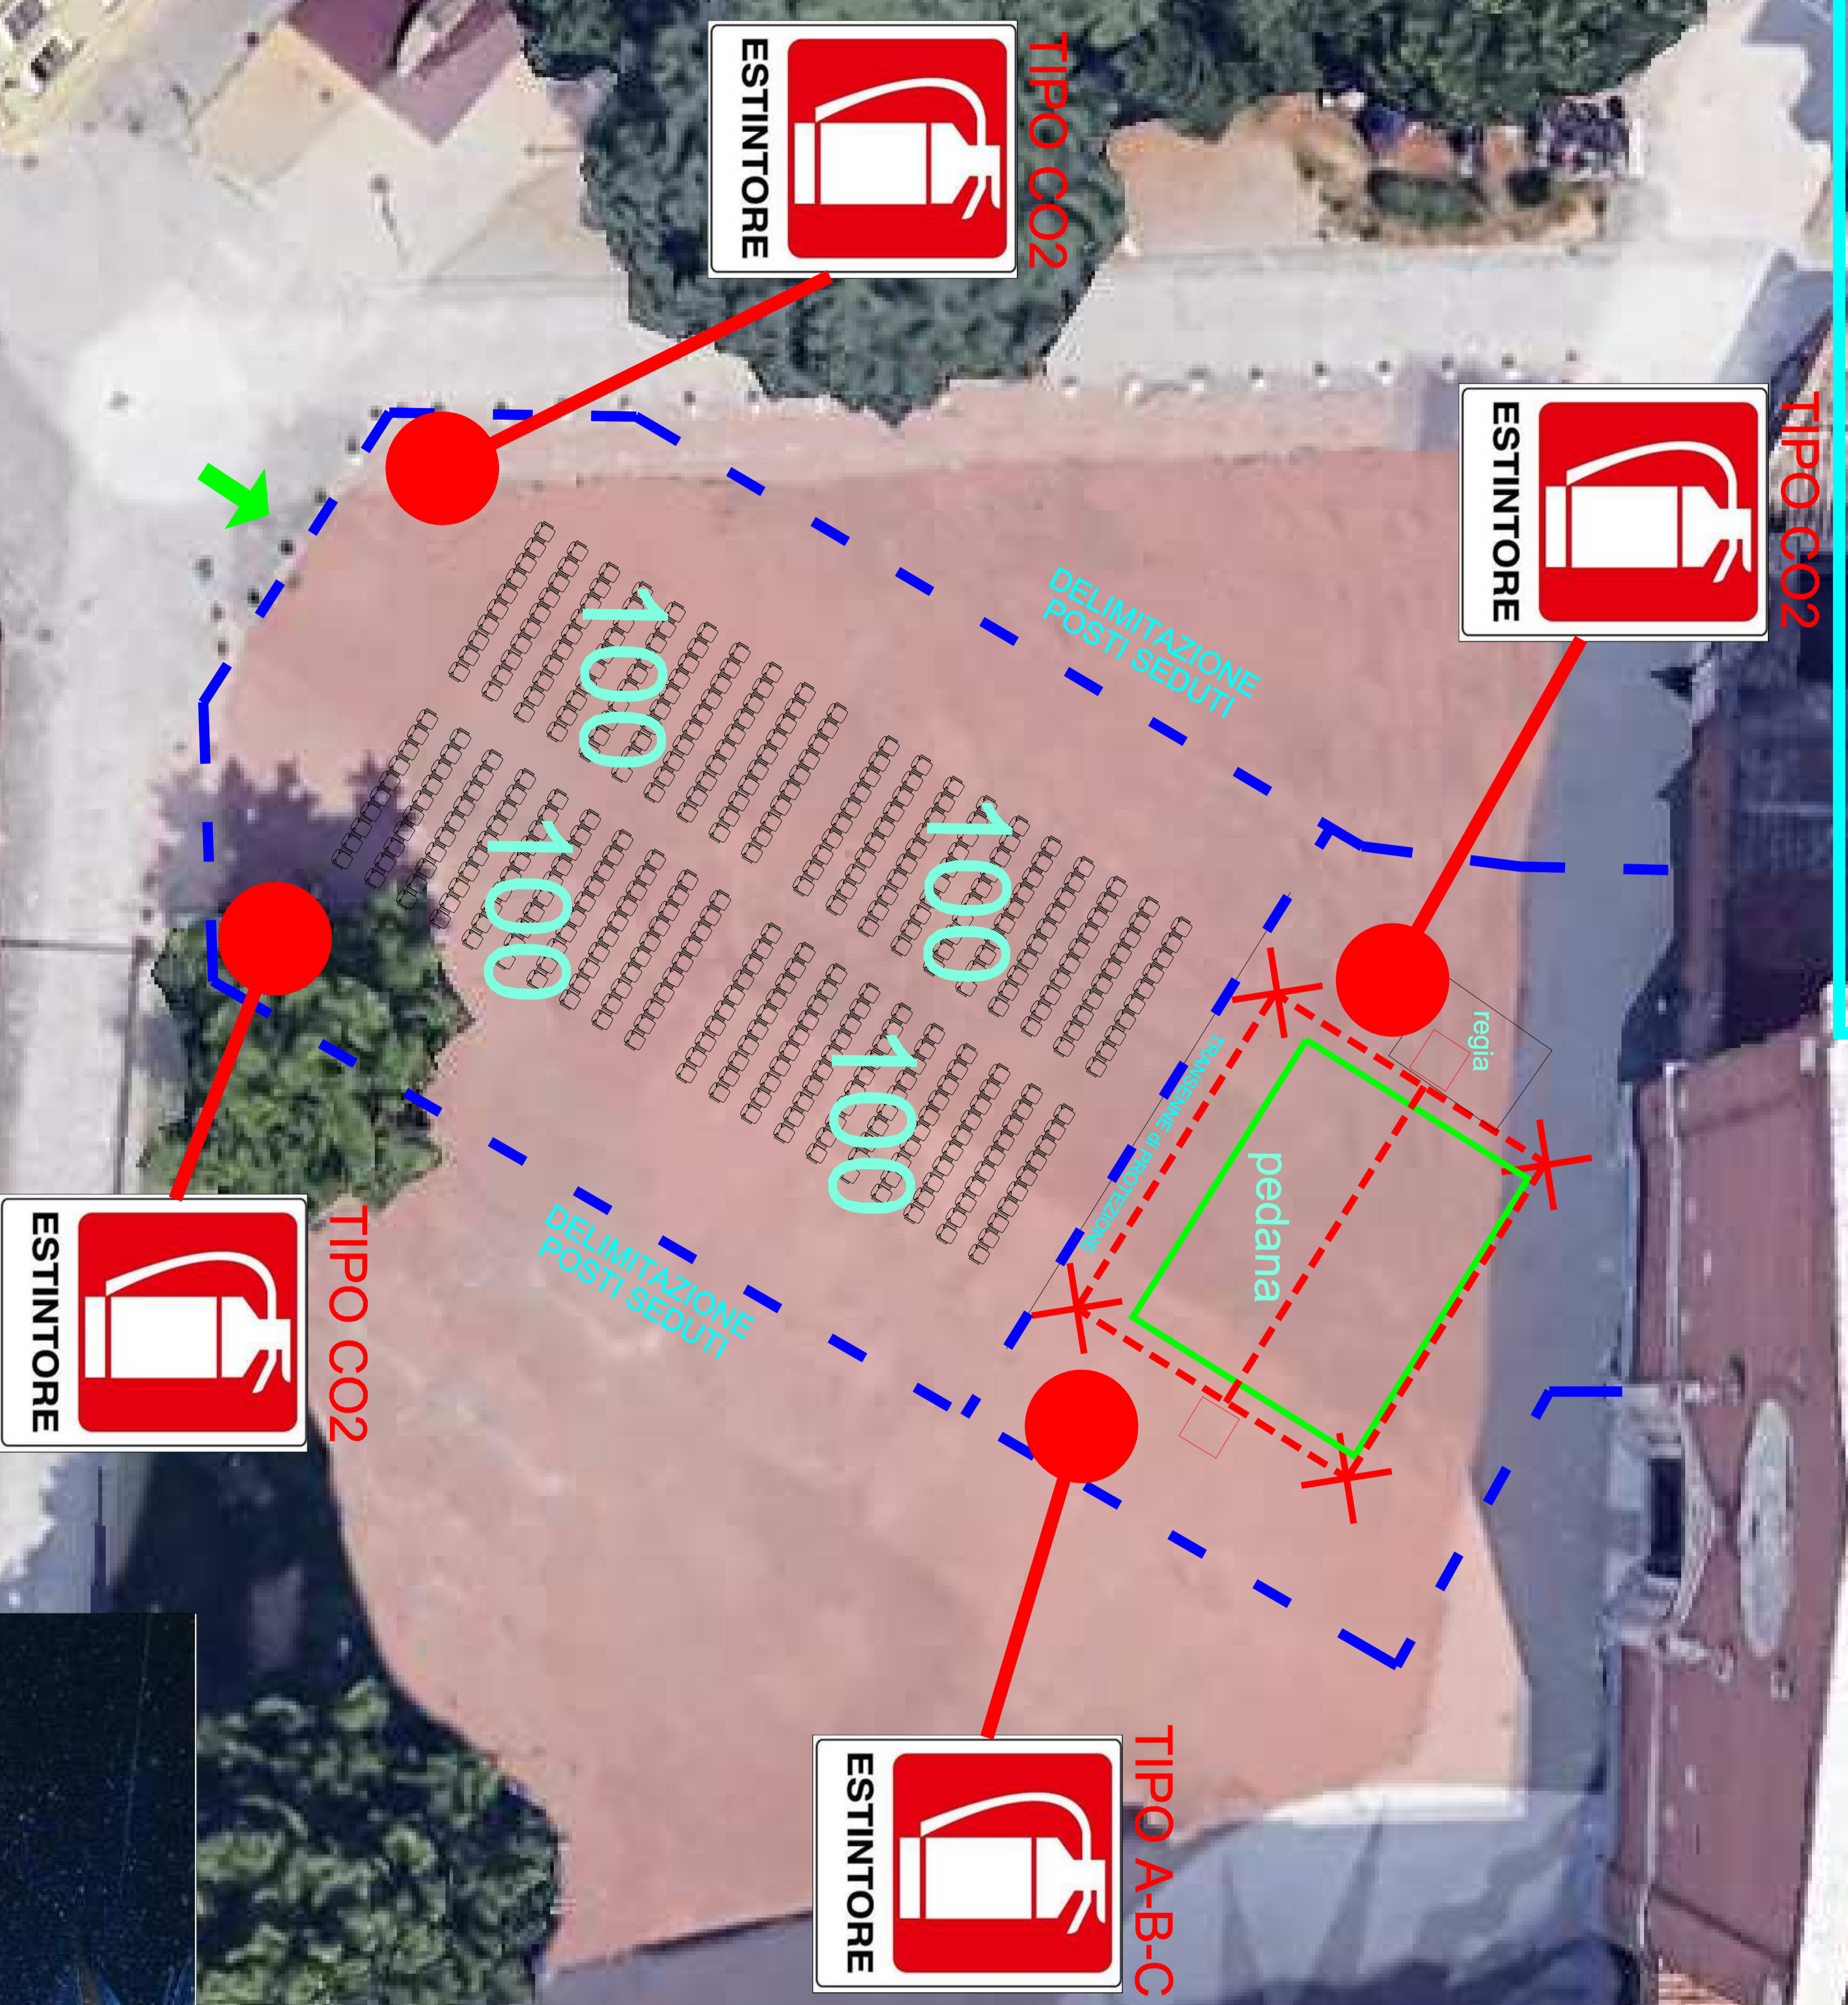 TIPO CO2
ESTINTORE
TIPO CO2
ESTINTORE
DELIMITAZIONE
POSTI SEDUTI
100
100
100
100
regia
TRANSENNE di PROTEZIONE
pedana
DELIMITAZIONE
POSTI SEDUTI
TIPO CO2
ESTINTORE
TIPO A-B-C
ESTINTORE